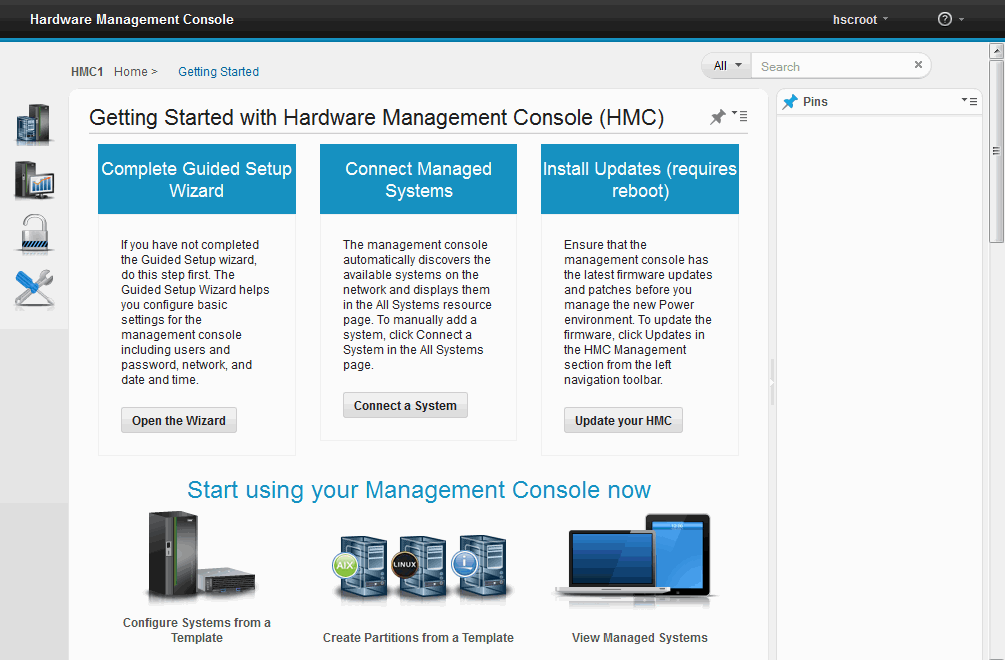 Hardware Management Console
hscroot
?
HMC1 Home > Getting Started
All
Search
Getting Started with Hardware Management Console (HMC)
Pins
Complete Guided Setup
Wizard
If you have not completed
the Guided Setup wizard,
do this step first. The
Guided Setup Wizard helps
you configure basic
settings for the
management console
including users and
password, network, and
date and time.
Open the Wizard
Connect Managed
Systems
The management console
automatically discovers the
available systems on the
network and displays them
in the All Systems resource
page. To manually add a
system, click Connect a
System in the All Systems
page.
Connect a System
Install Updates (requires
reboot)
Ensure that the
management console has
the latest firmware updates
and patches before you
manage the new Power
environment. To update the
firmware, click Updates in
the HMC Management
section from the left
navigation toolbar.
Update your HMC
Start using your Management Console now
AIX
LINUX
i
Configure Systems from a
Template
Create Partitions from a Template
View Managed Systems